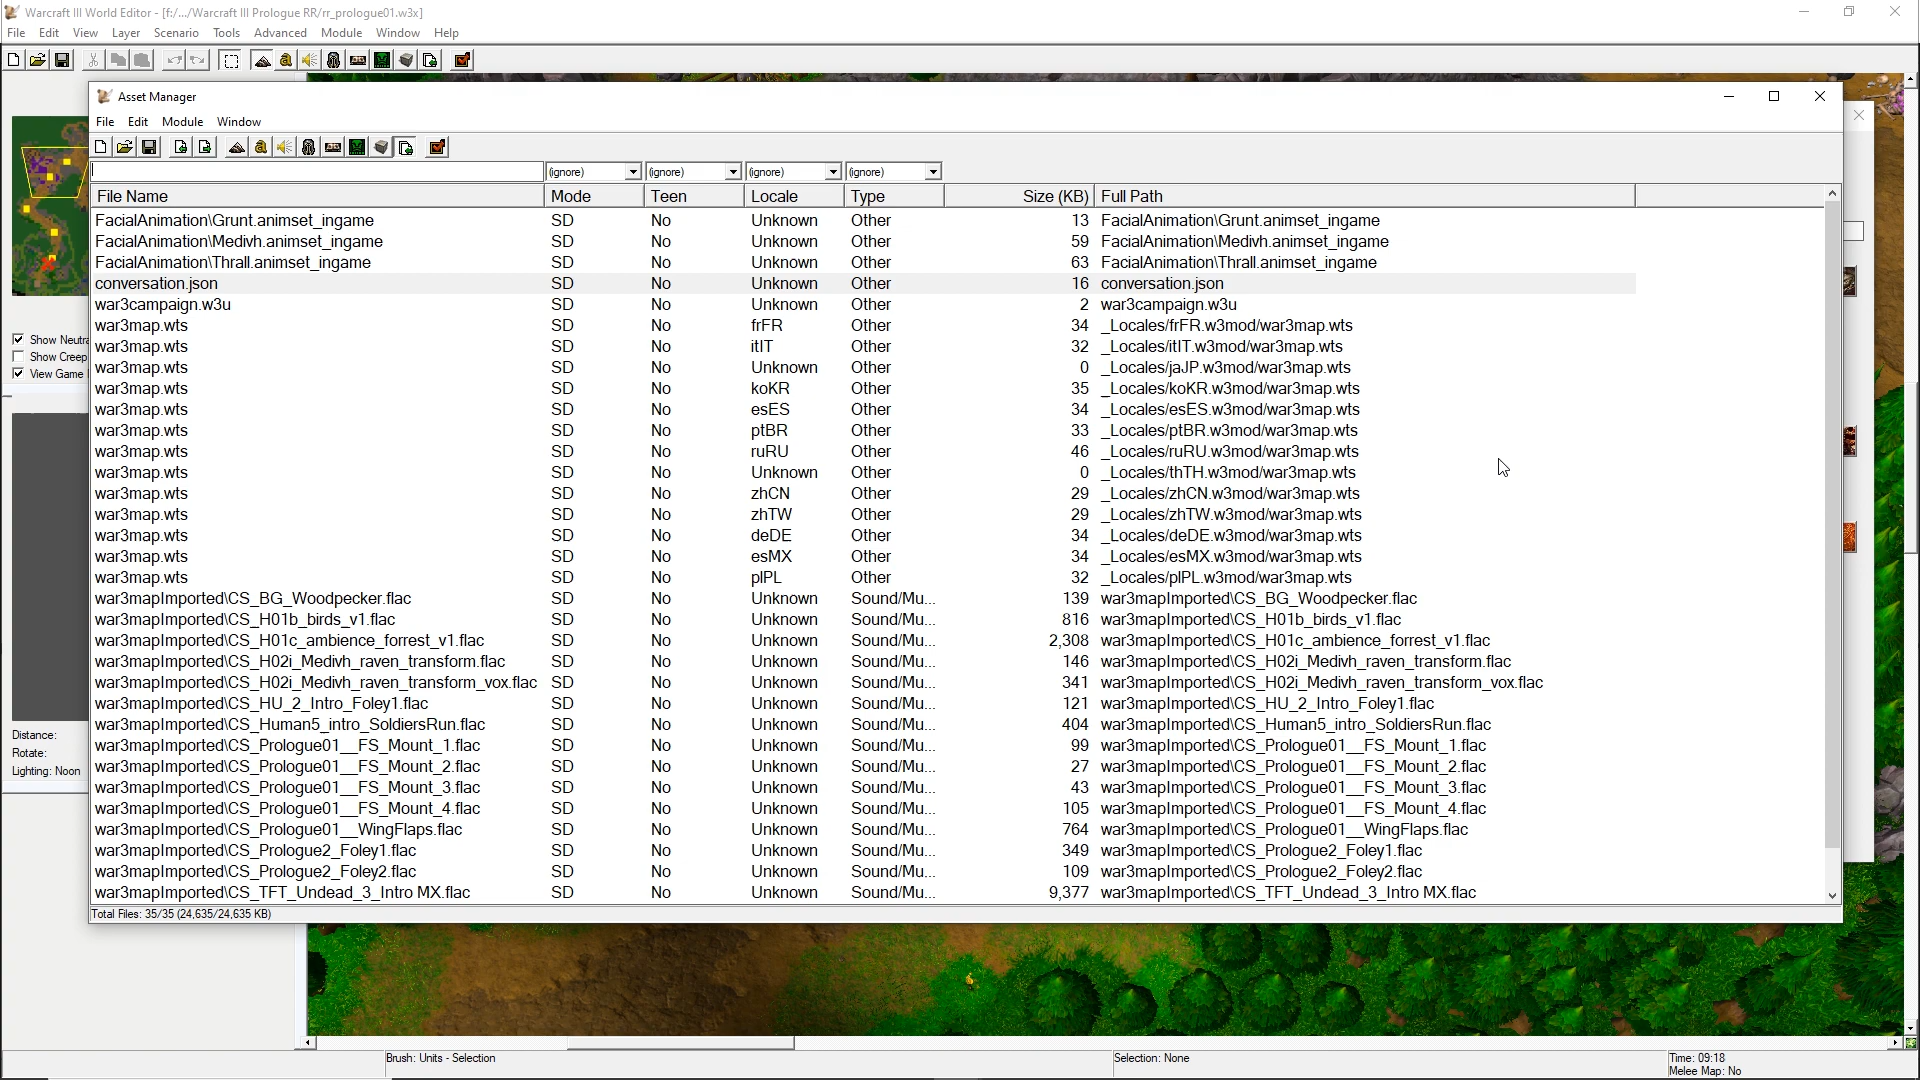 Warcraft III World Editor - [f:/.../Warcraft III Prologue RR/rr_prologue01.w3x]
File Edit View Layer Scenario Tools Advanced Module Window Help
Asset Manager
File Edit Module Window
(ignore) (ignore) (ignore) (ignore)
File Name Mode Teen Locale Type Size (KB) Full Path
FacialAnimation\Grunt.animset_ingame SD No Unknown Other 13 FacialAnimation\Grunt.animset_ingame
FacialAnimation\Medivh.animset_ingame SD No Unknown Other 59 FacialAnimation\Medivh.animset_ingame
FacialAnimation\Thrall.animset_ingame SD No Unknown Other 63 FacialAnimation\Thrall.animset_ingame
conversation.json SD No Unknown Other 16 conversation.json
war3campaign.w3u SD No Unknown Other 2 war3campaign.w3u
war3map.wts SD No frFR Other 34 _Locales/frFR.w3mod/war3map.wts
war3map.wts SD No itIT Other 32 _Locales/itIT.w3mod/war3map.wts
war3map.wts SD No Unknown Other 0 _Locales/jaJP.w3mod/war3map.wts
war3map.wts SD No koKR Other 35 _Locales/koKR.w3mod/war3map.wts
war3map.wts SD No esES Other 34 _Locales/esES.w3mod/war3map.wts
war3map.wts SD No ptBR Other 33 _Locales/ptBR.w3mod/war3map.wts
war3map.wts SD No ruRU Other 46 _Locales/ruRU.w3mod/war3map.wts
war3map.wts SD No Unknown Other 0 _Locales/thTH.w3mod/war3map.wts
war3map.wts SD No zhCN Other 29 _Locales/zhCN.w3mod/war3map.wts
war3map.wts SD No zhTW Other 29 _Locales/zhTW.w3mod/war3map.wts
war3map.wts SD No deDE Other 34 _Locales/deDE.w3mod/war3map.wts
war3map.wts SD No esMX Other 34 _Locales/esMX.w3mod/war3map.wts
war3map.wts SD No plPL Other 32 _Locales/plPL.w3mod/war3map.wts
war3mapImported\CS_BG_Woodpecker.flac SD No Unknown Sound/Mu... 139 war3mapImported\CS_BG_Woodpecker.flac
war3mapImported\CS_H01b_birds_v1.flac SD No Unknown Sound/Mu... 816 war3mapImported\CS_H01b_birds_v1.flac
war3mapImported\CS_H01c_ambience_forrest_v1.flac SD No Unknown Sound/Mu... 2,308 war3mapImported\CS_H01c_ambience_forrest_v1.flac
war3mapImported\CS_H02i_Medivh_raven_transform.flac SD No Unknown Sound/Mu... 146 war3mapImported\CS_H02i_Medivh_raven_transform.flac
war3mapImported\CS_H02i_Medivh_raven_transform_vox.flac SD No Unknown Sound/Mu... 341 war3mapImported\CS_H02i_Medivh_raven_transform_vox.flac
war3mapImported\CS_HU_2_Intro_Foley1.flac SD No Unknown Sound/Mu... 121 war3mapImported\CS_HU_2_Intro_Foley1.flac
war3mapImported\CS_Human5_intro_SoldiersRun.flac SD No Unknown Sound/Mu... 404 war3mapImported\CS_Human5_intro_SoldiersRun.flac
war3mapImported\CS_Prologue01__FS_Mount_1.flac SD No Unknown Sound/Mu... 99 war3mapImported\CS_Prologue01__FS_Mount_1.flac
war3mapImported\CS_Prologue01__FS_Mount_2.flac SD No Unknown Sound/Mu... 27 war3mapImported\CS_Prologue01__FS_Mount_2.flac
war3mapImported\CS_Prologue01__FS_Mount_3.flac SD No Unknown Sound/Mu... 43 war3mapImported\CS_Prologue01__FS_Mount_3.flac
war3mapImported\CS_Prologue01__FS_Mount_4.flac SD No Unknown Sound/Mu... 105 war3mapImported\CS_Prologue01__FS_Mount_4.flac
war3mapImported\CS_Prologue01__WingFlaps.flac SD No Unknown Sound/Mu... 764 war3mapImported\CS_Prologue01__WingFlaps.flac
war3mapImported\CS_Prologue2_Foley1.flac SD No Unknown Sound/Mu... 349 war3mapImported\CS_Prologue2_Foley1.flac
war3mapImported\CS_Prologue2_Foley2.flac SD No Unknown Sound/Mu... 109 war3mapImported\CS_Prologue2_Foley2.flac
war3mapImported\CS_TFT_Undead_3_Intro MX.flac SD No Unknown Sound/Mu... 9,377 war3mapImported\CS_TFT_Undead_3_Intro MX.flac
Total Files: 35/35 (24,635/24,635 KB)
Show Neutra
Show Creep
View Game
Distance:
Rotate:
Lighting: Noon
Brush: Units - Selection
Selection: None
Time: 09:18
Melee Map: No